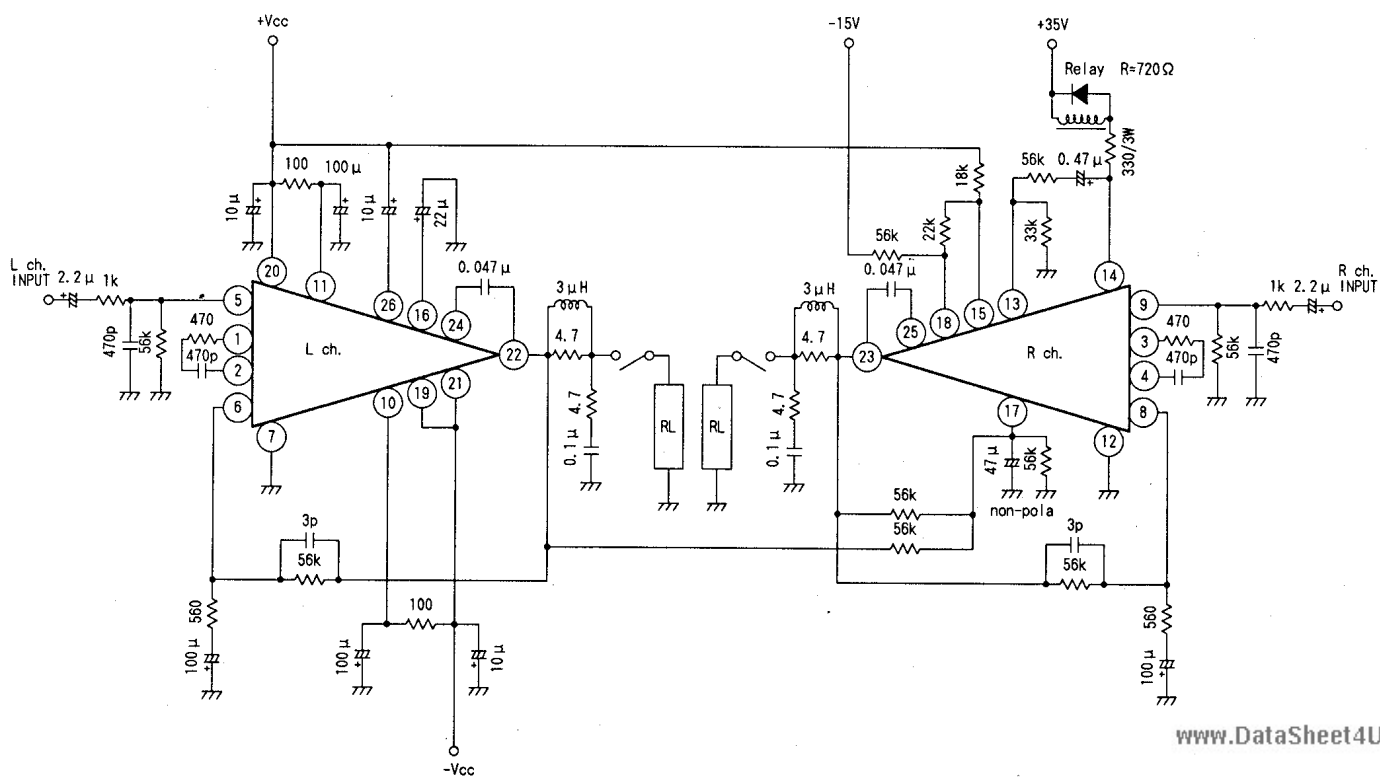 +Vcc
-15V
+35V
Relay R=720Ω
330/3W
100
100μ
10μ
10μ
22μ
18k
56k
0.47μ
22k
33k
56k
0.047μ
0.047μ
L ch.
INPUT
2.2μ
1k
470p
56k
470
470p
3μH
4.7
3μH
4.7
R ch.
INPUT
1k
2.2μ
470
470p
56k
470p
20
11
26
16
24
22
5
1
2
6
7
10
19
21
L ch.
23
25
18
15
13
14
9
3
4
8
12
17
R ch.
4.7
0.1μ
RL
RL
4.7
0.1μ
47μ
56k
non-pola
56k
56k
3p
56k
3p
56k
560
100μ
100
100μ
10μ
560
100μ
-Vcc
www.DataSheet4U